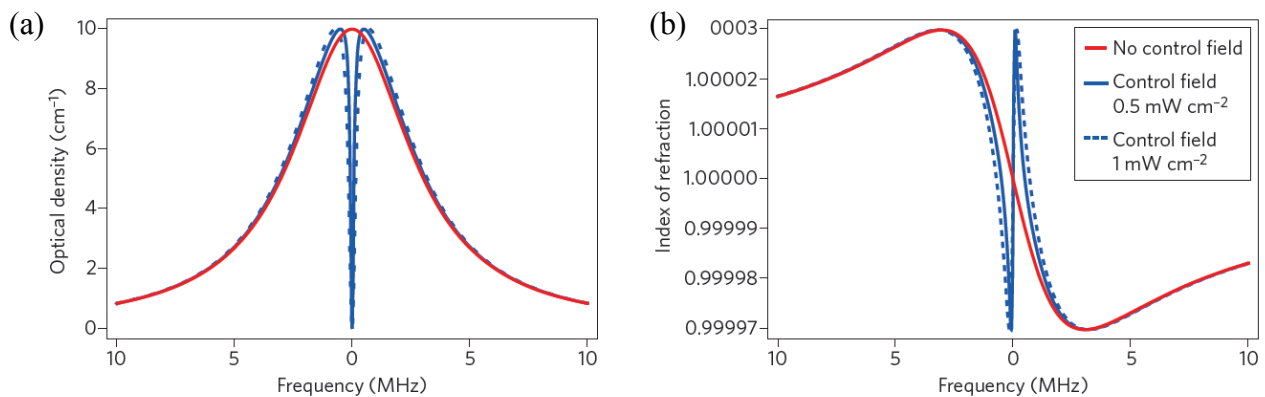 (a)
10
8
6
4
2
0
Optical density (cm⁻¹)
10
5
0
5
10
Frequency (MHz)
(b)
0003
1.00002
1.00001
1.00000
0.99999
0.99998
0.99997
Index of refraction
10
5
0
5
10
Frequency (MHz)
No control field
Control field
0.5 mW cm⁻²
Control field
1 mW cm⁻²